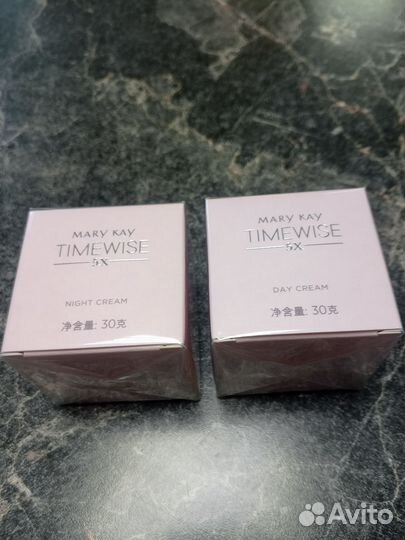 MARY KAY
TIMEWISE
5X
NIGHT CREAM
净含量: 30克
MARY KAY
TIMEWISE
5X
DAY CREAM
净含量: 30克
Avito